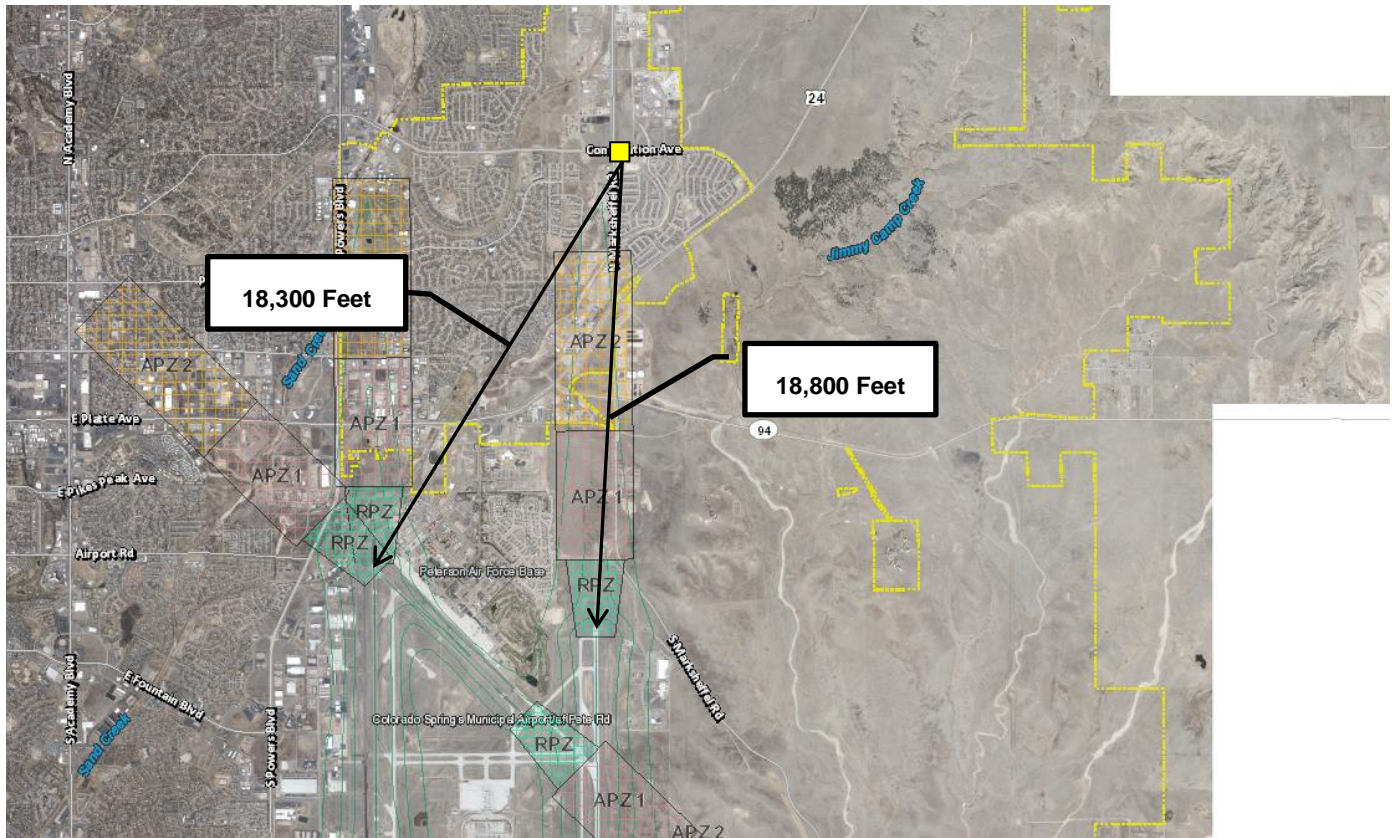 N Academy Blvd
24
N Marksheffel Rd
Powers Blvd
Jimmy Camp Creek
18,300 Feet
APZ 2
18,800 Feet
APZ 2
E Platte Ave
APZ 1
94
E Pikes Peak Ave
APZ 1
APZ 1
RPZ
RPZ
Airport Rd
Peterson Air Force Base
RPZ
S Academy Blvd
E Fountain Blvd
S Marksheffel Rd
Colorado Springs Municipal Airport
Sand Creek
S Powers Blvd
RPZ
APZ 1
APZ 2